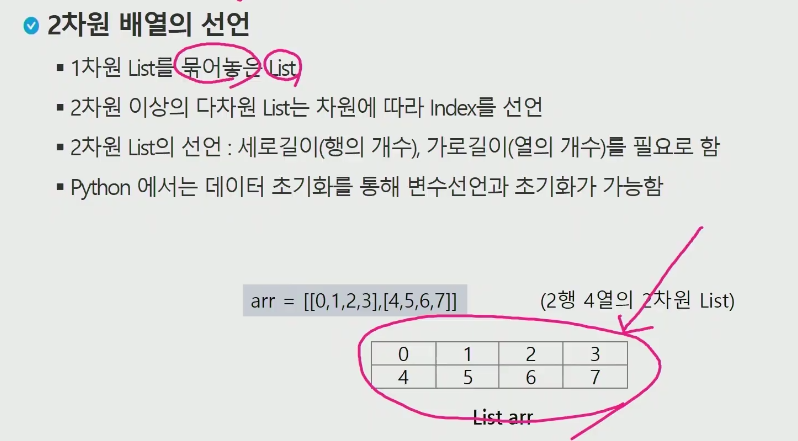 2차원 배열의 선언
1차원 List를 묶어놓은 List
2차원 이상의 다차원 List는 차원에 따라 Index를 선언
2차원 List의 선언 : 세로길이(행의 개수), 가로길이(열의 개수)를 필요로 함
Python 에서는 데이터 초기화를 통해 변수선언과 초기화가 가능함
arr = [[0,1,2,3],[4,5,6,7]] (2행 4열의 2차원 List)
0 1 2 3
4 5 6 7
List arr